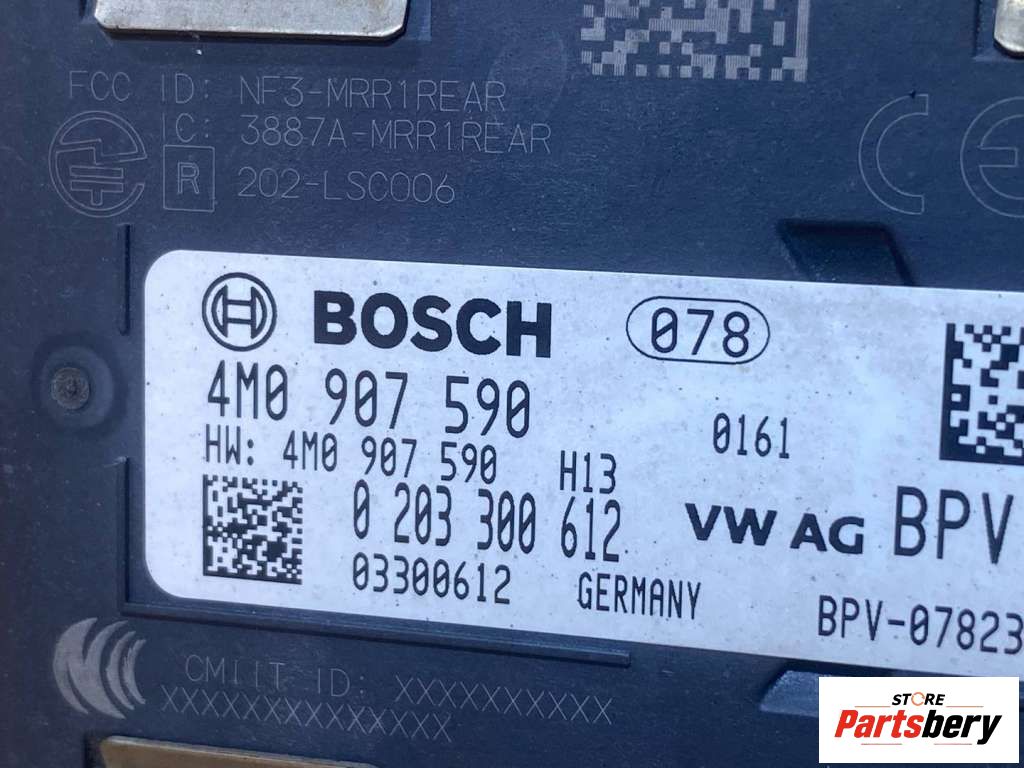 FCC ID: NF3-MRR1REAR
IC: 3887A-MRR1REAR
R 202-LSC006
CE
BOSCH 078
4M0 907 590 0161
HW: 4M0 907 590 H13
0 203 300 612 VW AG BPV
03300612 GERMANY BPV-07823
CMIIT ID: XXXXXXXXXX
XXXXXXXXXXXXXX
STORE
Partsbery